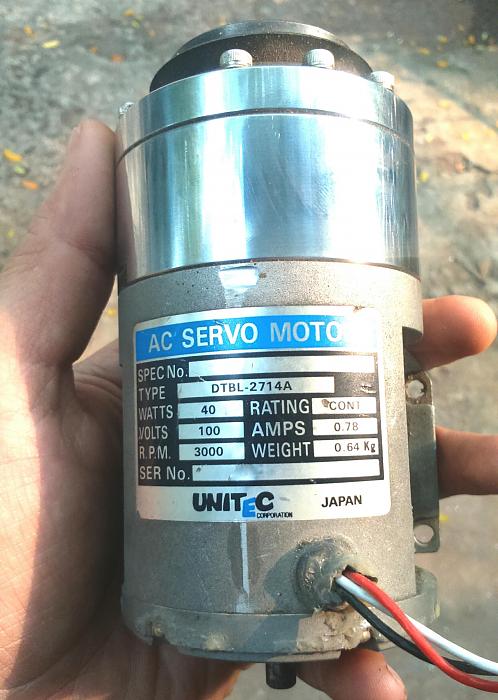 AC SERVO MOTO
SPEC No.
TYPE DTBL-2714A
WATTS 40 RATING CONT
VOLTS 100 AMPS 0.78
R.P.M. 3000 WEIGHT 0.64 Kg
SER No.
UNITEC CORPORATION JAPAN